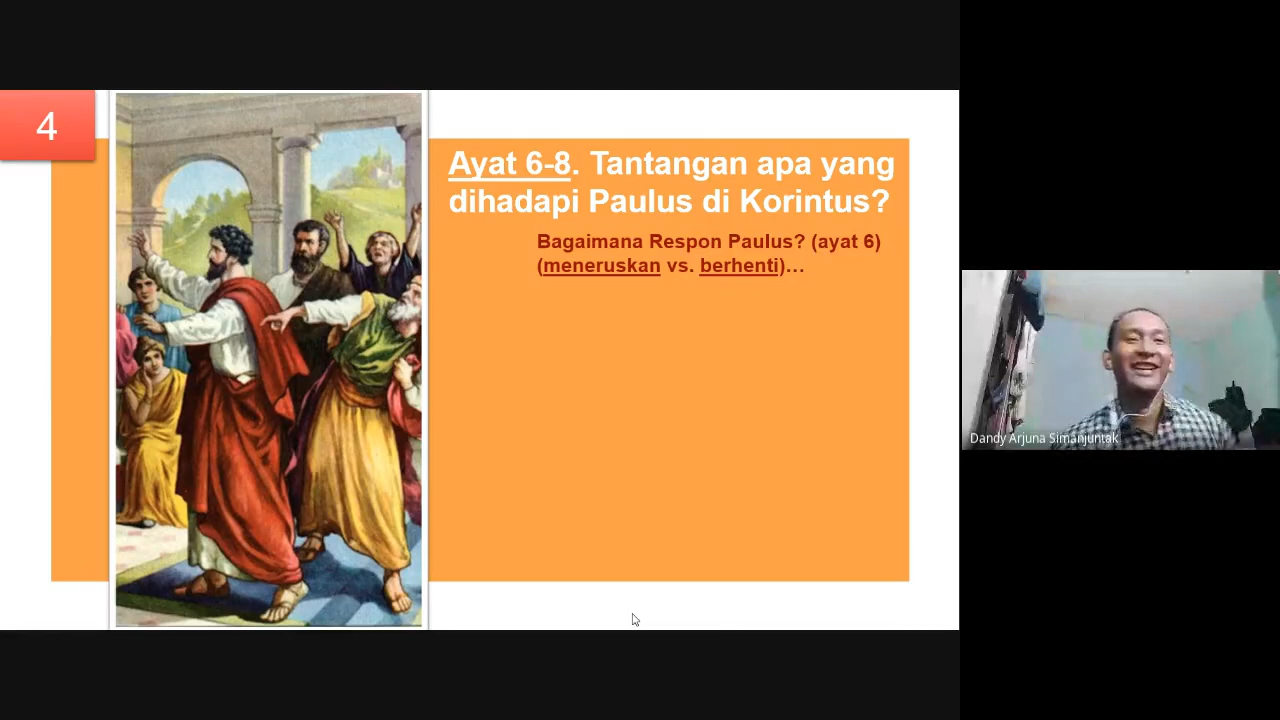 4
Ayat 6-8. Tantangan apa yang
dihadapi Paulus di Korintus?
Bagaimana Respon Paulus? (ayat 6)
(meneruskan vs. berhenti)…
Dandy Arjuna Simanjuntak